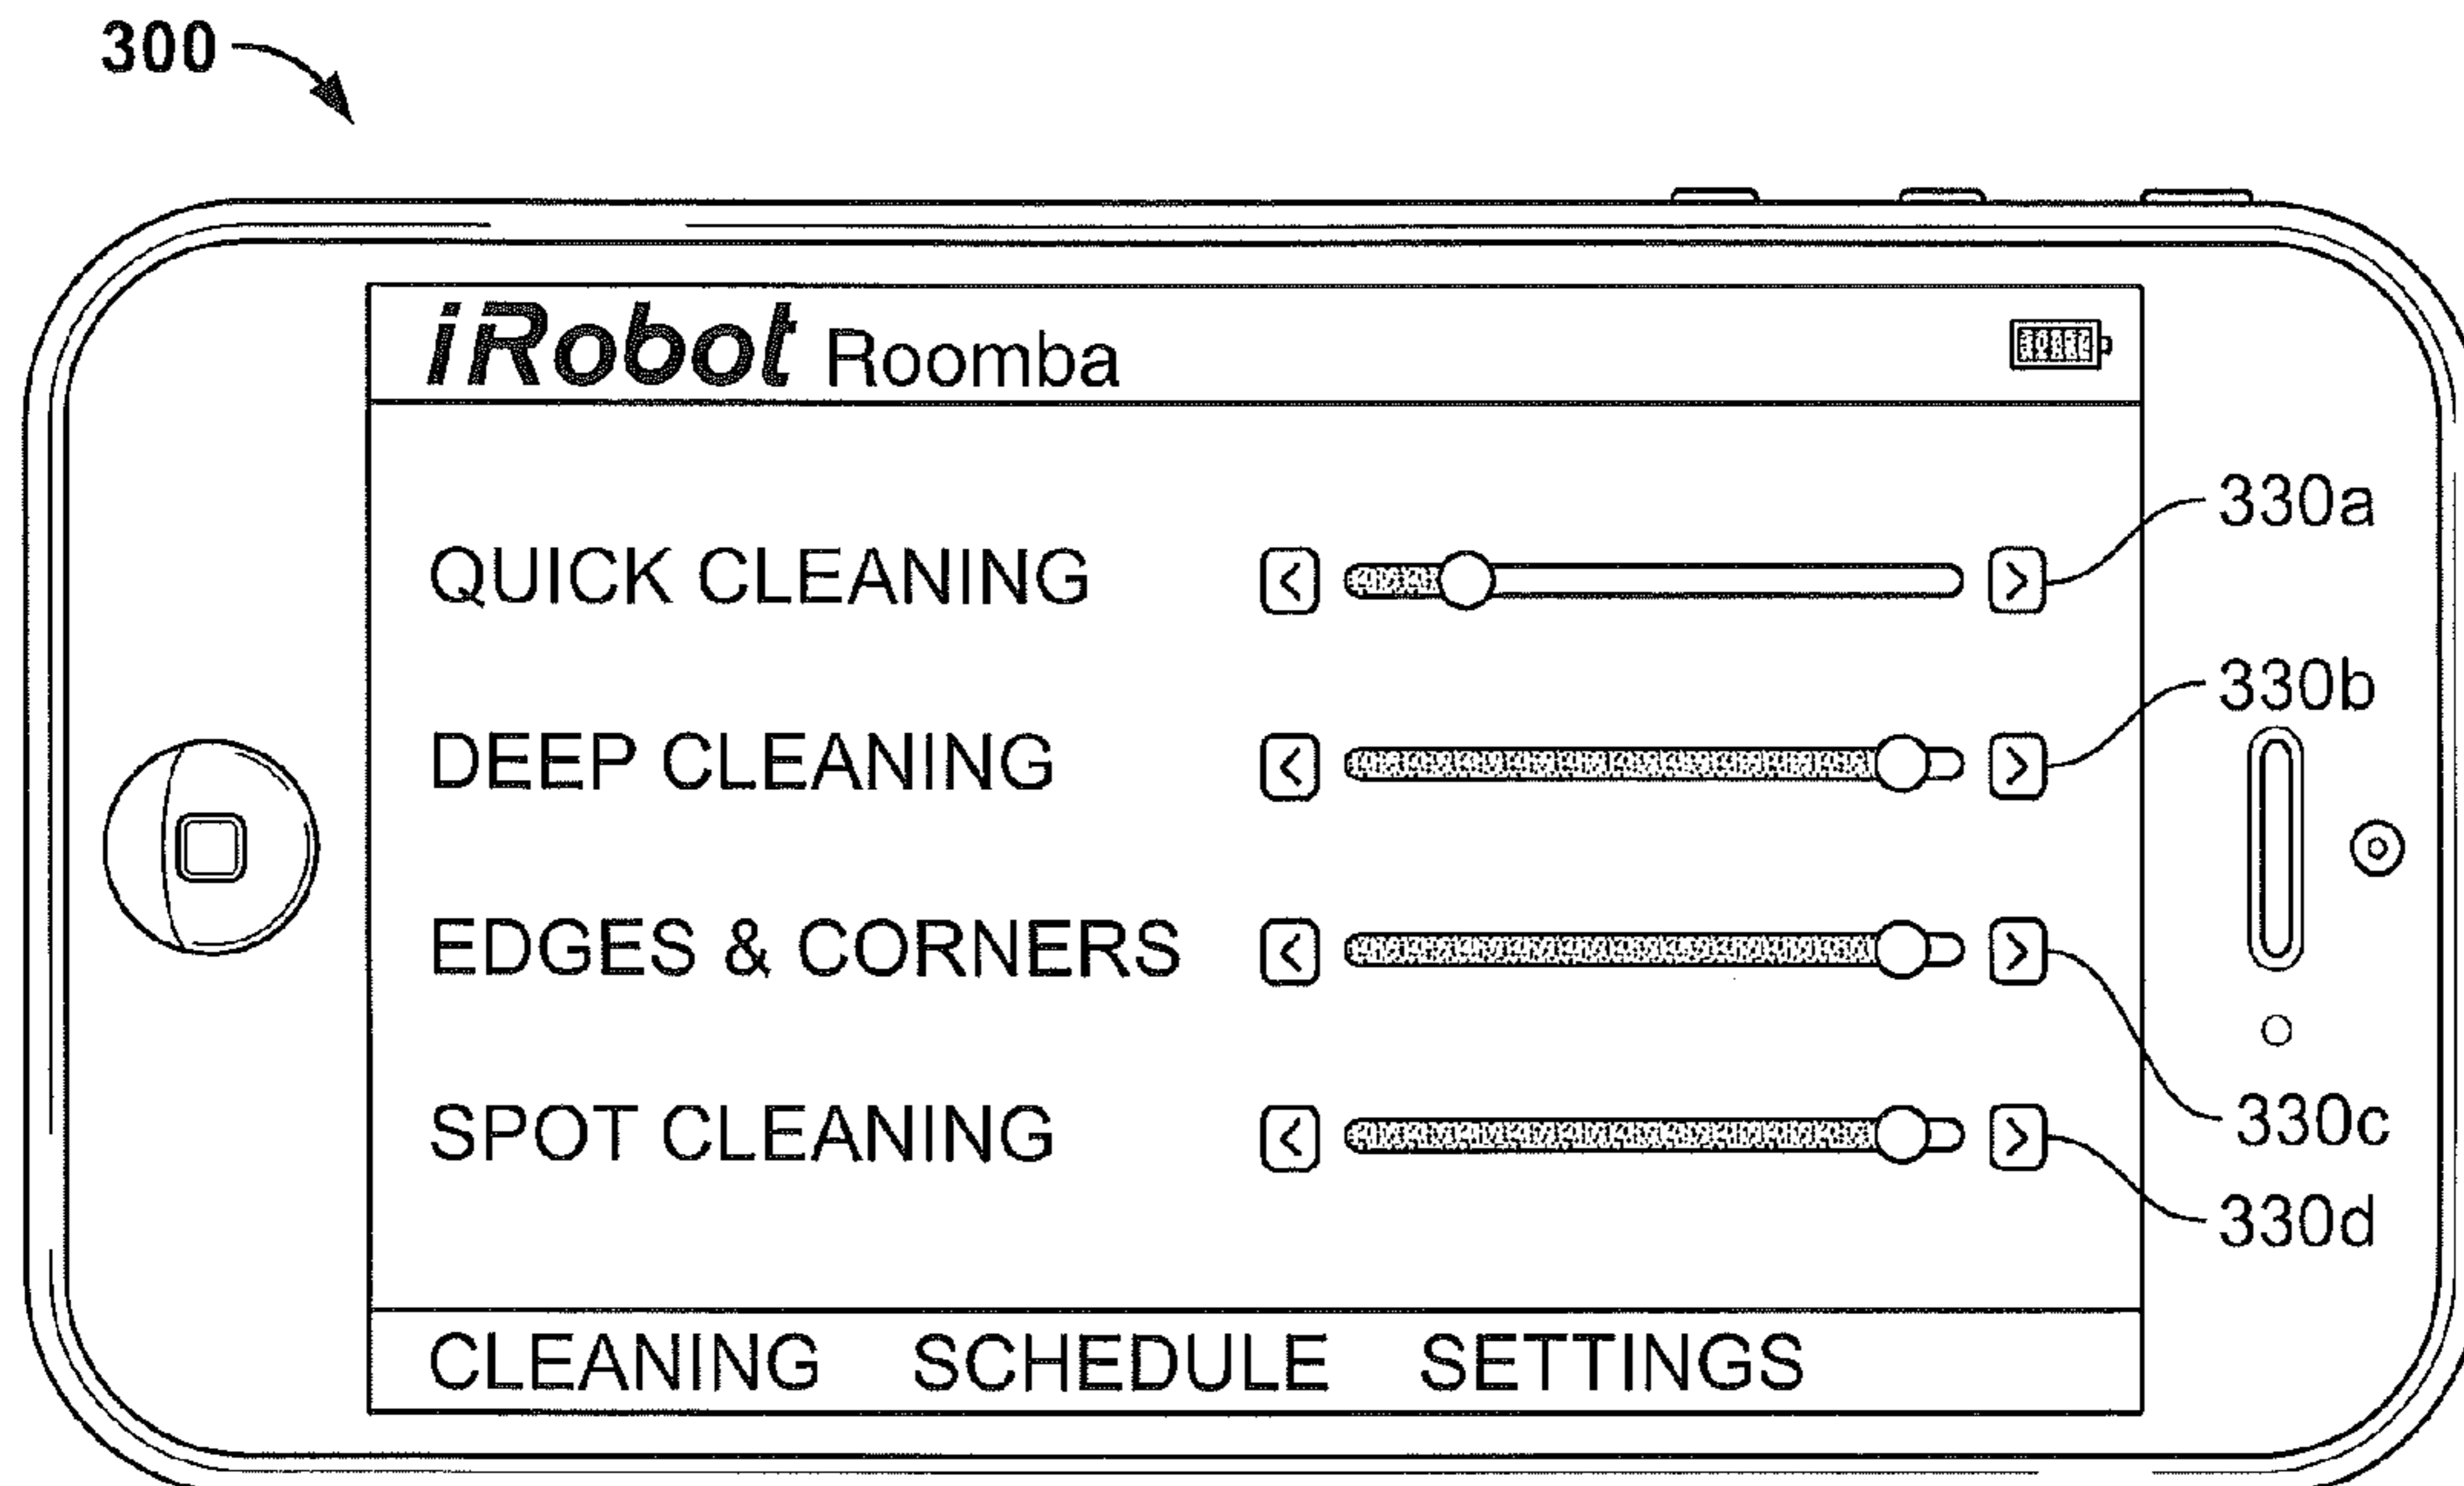 300
iRobot Roomba
330a
QUICK CLEANING < >
330b
DEEP CLEANING < >
EDGES & CORNERS < >
330c
SPOT CLEANING < >
330d
CLEANING SCHEDULE SETTINGS